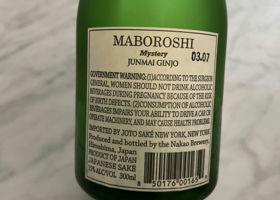 MABOROSHI
Mystery
JUNMAI GINJO
03.07
GOVERNMENT WARNING: (1) ACCORDING TO THE SURGEON
GENERAL, WOMEN SHOULD NOT DRINK ALCOHOLIC
BEVERAGES DURING PREGNANCY BECAUSE OF THE RISK
OF BIRTH DEFECTS. (2) CONSUMPTION OF ALCOHOLIC
BEVERAGES IMPAIRS YOUR ABILITY TO DRIVE A CAR OR
OPERATE MACHINERY, AND MAY CAUSE HEALTH PROBLEMS.
IMPORTED BY JOTO SAKÉ NEW YORK, NEW YORK.
Produced and bottled by the Nakao Brewery,
Hiroshima, Japan
PRODUCT OF JAPAN
JAPANESE SAKÉ
ALCVOL 300ml